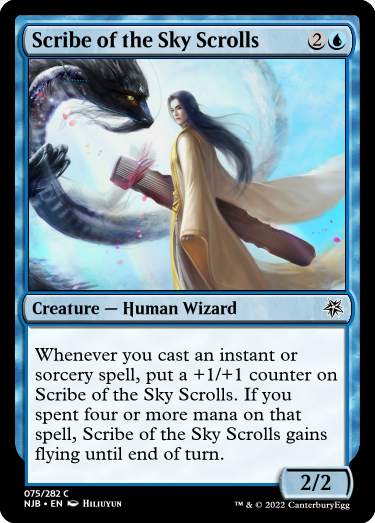 Scribe of the Sky Scrolls 2
Creature — Human Wizard
Whenever you cast an instant or
sorcery spell, put a +1/+1 counter on
Scribe of the Sky Scrolls. If you
spent four or more mana on that
spell, Scribe of the Sky Scrolls gains
flying until end of turn.
2/2
075/282 C
NJB • EN HILIUYUN
™ & © 2022 CanterburyEgg